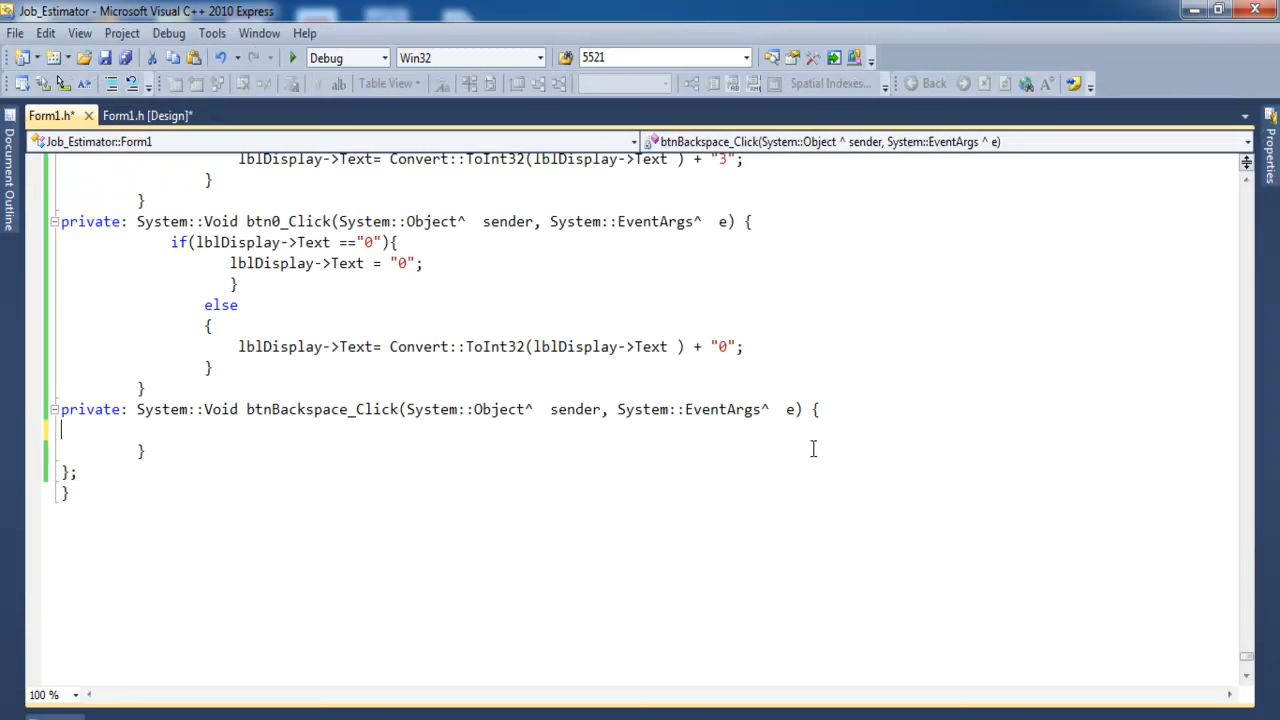 Job_Estimator - Microsoft Visual C++ 2010 Express
File Edit View Project Debug Tools Window Help
Debug Win32 5521
Table View Spatial Indexes... Back
Form1.h* Form1.h [Design]*
Job_Estimator::Form1 btnBackspace_Click(System::Object ^ sender, System::EventArgs ^ e)
Document Outline
Properties
lblDisplay->Text= Convert::ToInt32(lblDisplay->Text ) + "3";
}
}
private: System::Void btn0_Click(System::Object^ sender, System::EventArgs^ e) {
if(lblDisplay->Text =="0"){
lblDisplay->Text = "0";
}
else
{
lblDisplay->Text= Convert::ToInt32(lblDisplay->Text ) + "0";
}
}
private: System::Void btnBackspace_Click(System::Object^ sender, System::EventArgs^ e) {
}
};
}
100 %